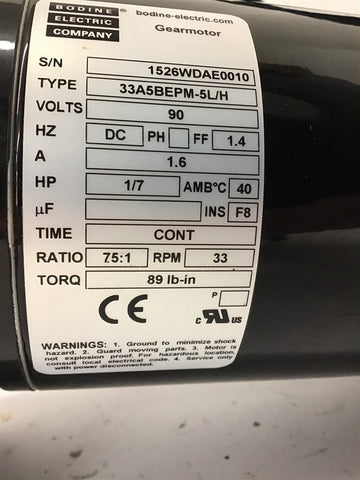 BODINE ® bodine-electric.com
ELECTRIC
COMPANY Gearmotor
S/N 1526WDAE0010
TYPE 33A5BEPM-5L/H
VOLTS 90
HZ DC PH FF 1.4
A 1.6
HP 1/7 AMB°C 40
µF INS F8
TIME CONT
RATIO 75:1 RPM 33
TORQ 89 lb-in
P
CE c RU US
WARNINGS: 1. Ground to minimize shock
hazard. 2. Guard moving parts. 3. Motor is
not explosion proof. For hazardous location,
consult local electrical code. 4. Service only
with power disconnected.